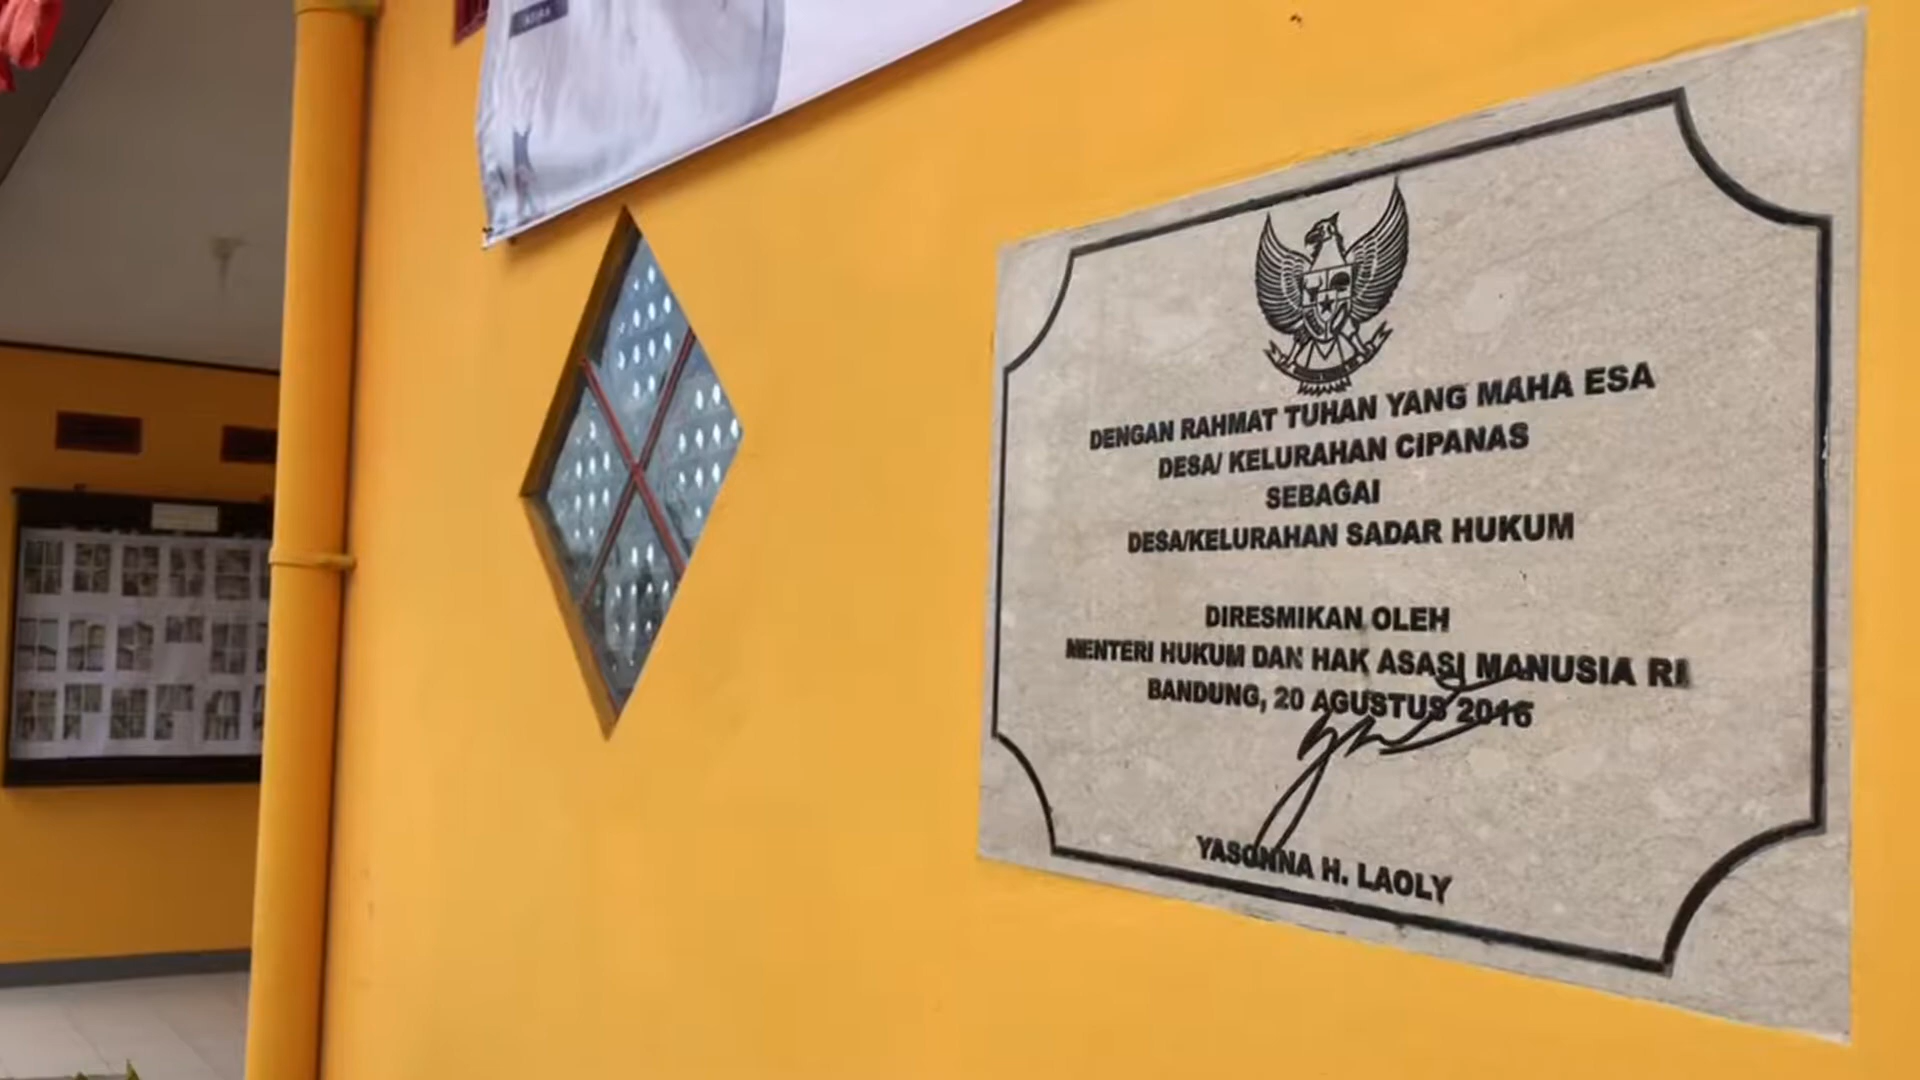 DENGAN RAHMAT TUHAN YANG MAHA ESA
DESA/ KELURAHAN CIPANAS
SEBAGAI
DESA/KELURAHAN SADAR HUKUM
DIRESMIKAN OLEH
MENTERI HUKUM DAN HAK ASASI MANUSIA RI
BANDUNG, 20 AGUSTUS 2016
YASONNA H. LAOLY